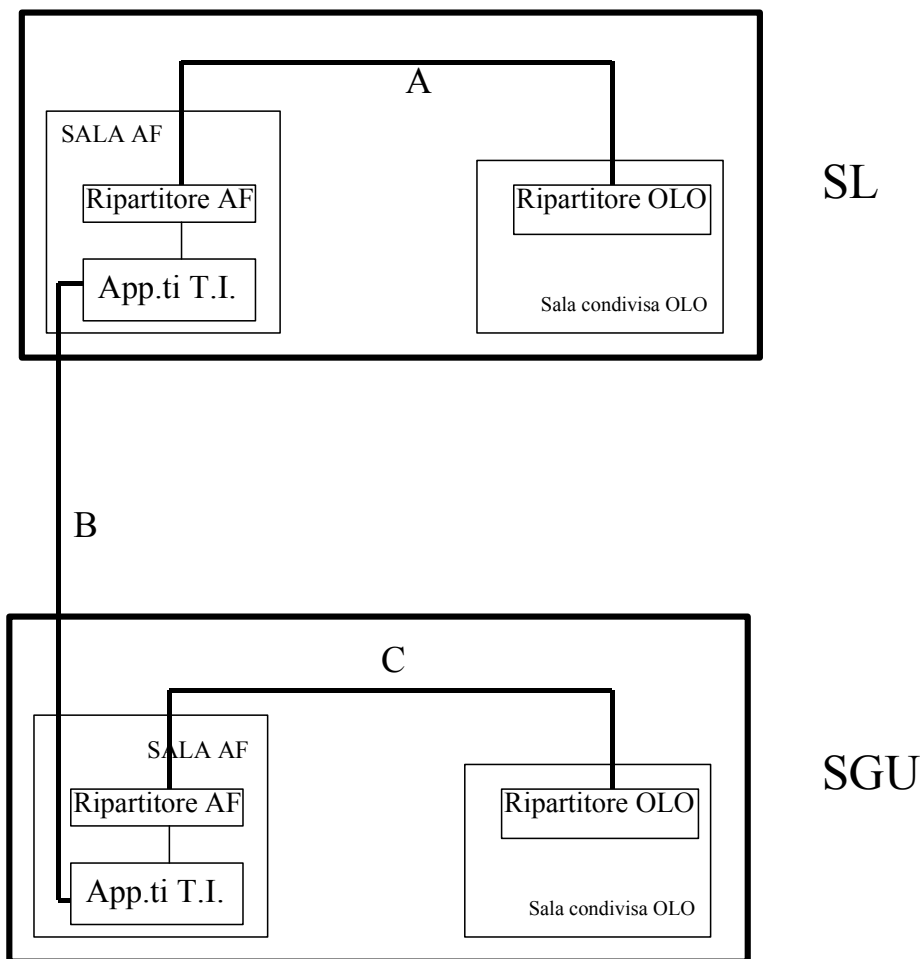 A
SALA AF
SL
Ripartitore AF
Ripartitore OLO
App.ti T.I.
Sala condivisa OLO
B
C
SALA AF
SGU
Ripartitore AF
Ripartitore OLO
App.ti T.I.
Sala condivisa OLO